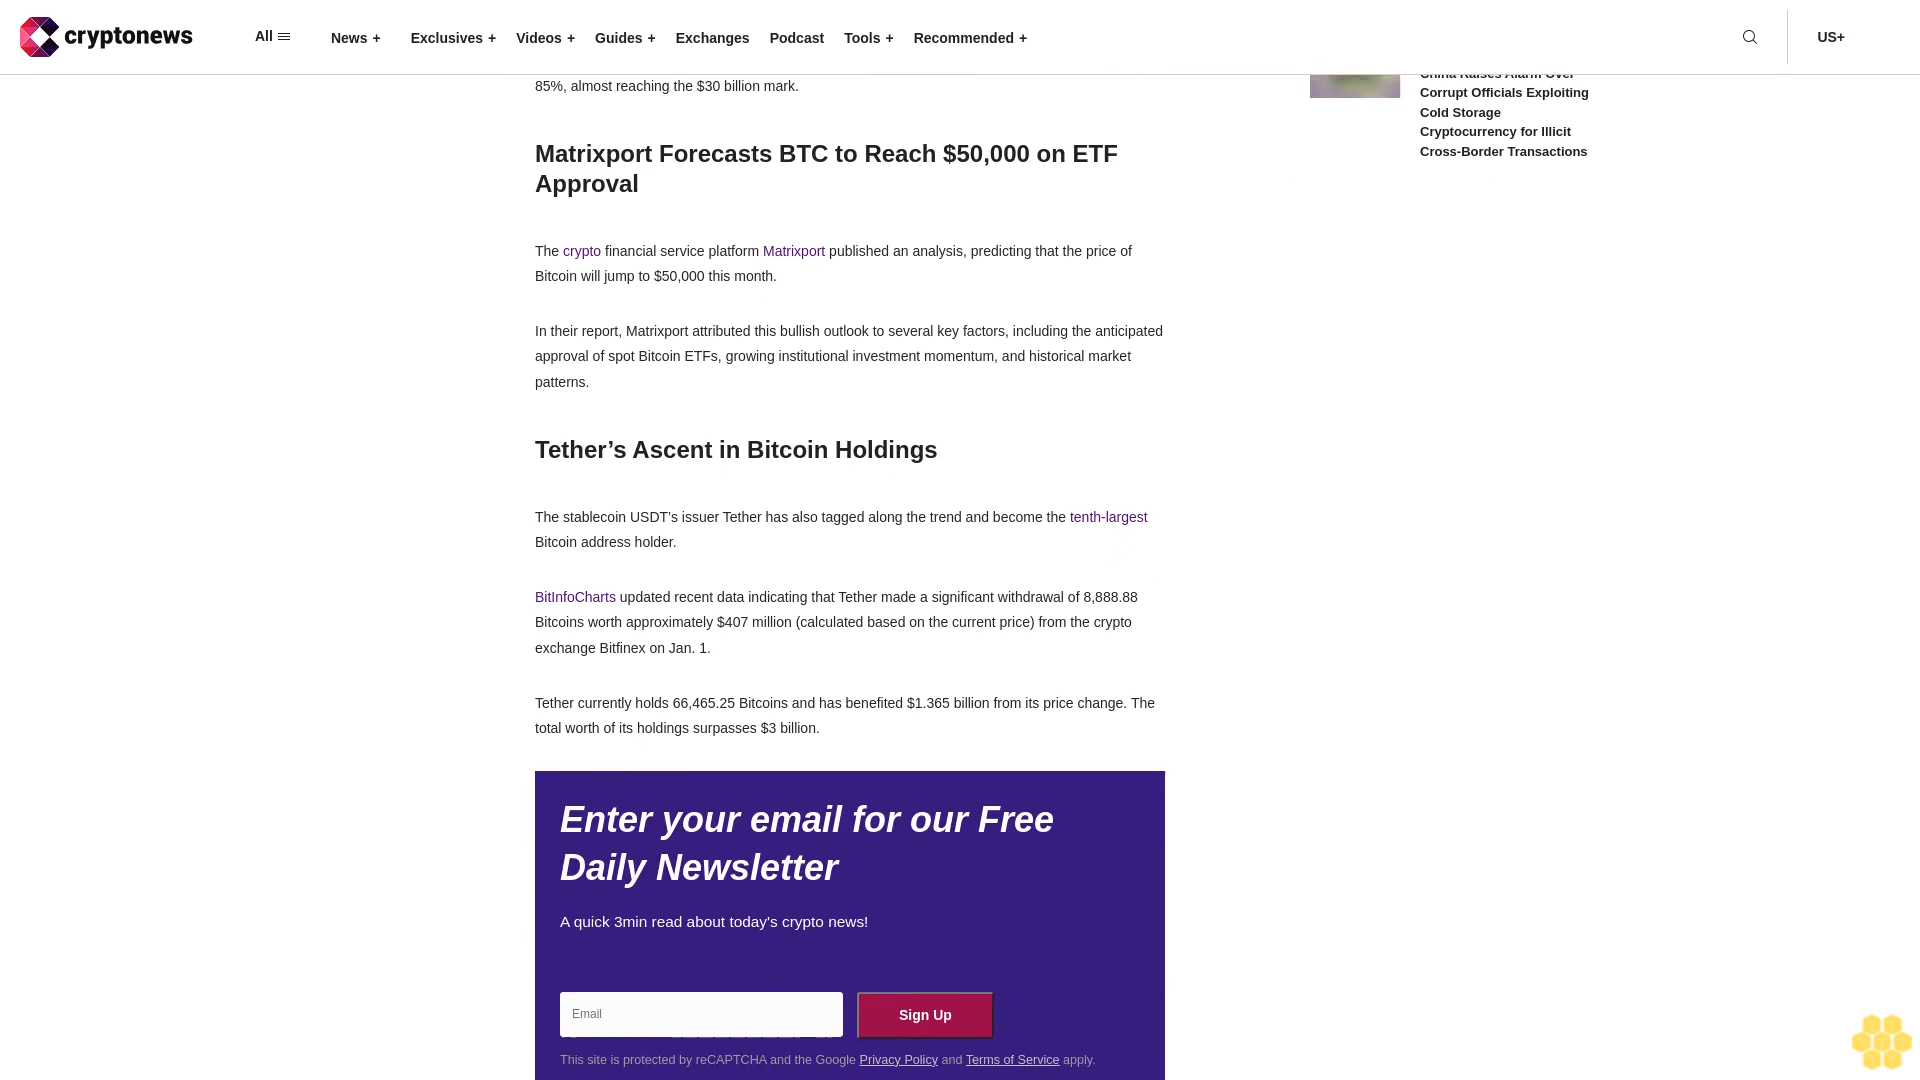 cryptonews
All
News +
Exclusives +
Videos +
Guides +
Exchanges
Podcast
Tools +
Recommended +
US+
85%, almost reaching the $30 billion mark.
China Raises Alarm Over
Corrupt Officials Exploiting
Cold Storage
Cryptocurrency for Illicit
Cross-Border Transactions
Matrixport Forecasts BTC to Reach $50,000 on ETF
Approval
The crypto financial service platform Matrixport published an analysis, predicting that the price of
Bitcoin will jump to $50,000 this month.
In their report, Matrixport attributed this bullish outlook to several key factors, including the anticipated
approval of spot Bitcoin ETFs, growing institutional investment momentum, and historical market
patterns.
Tether’s Ascent in Bitcoin Holdings
The stablecoin USDT’s issuer Tether has also tagged along the trend and become the tenth-largest
Bitcoin address holder.
BitInfoCharts updated recent data indicating that Tether made a significant withdrawal of 8,888.88
Bitcoins worth approximately $407 million (calculated based on the current price) from the crypto
exchange Bitfinex on Jan. 1.
Tether currently holds 66,465.25 Bitcoins and has benefited $1.365 billion from its price change. The
total worth of its holdings surpasses $3 billion.
Enter your email for our Free
Daily Newsletter
A quick 3min read about today's crypto news!
Email
Sign Up
This site is protected by reCAPTCHA and the Google Privacy Policy and Terms of Service apply.